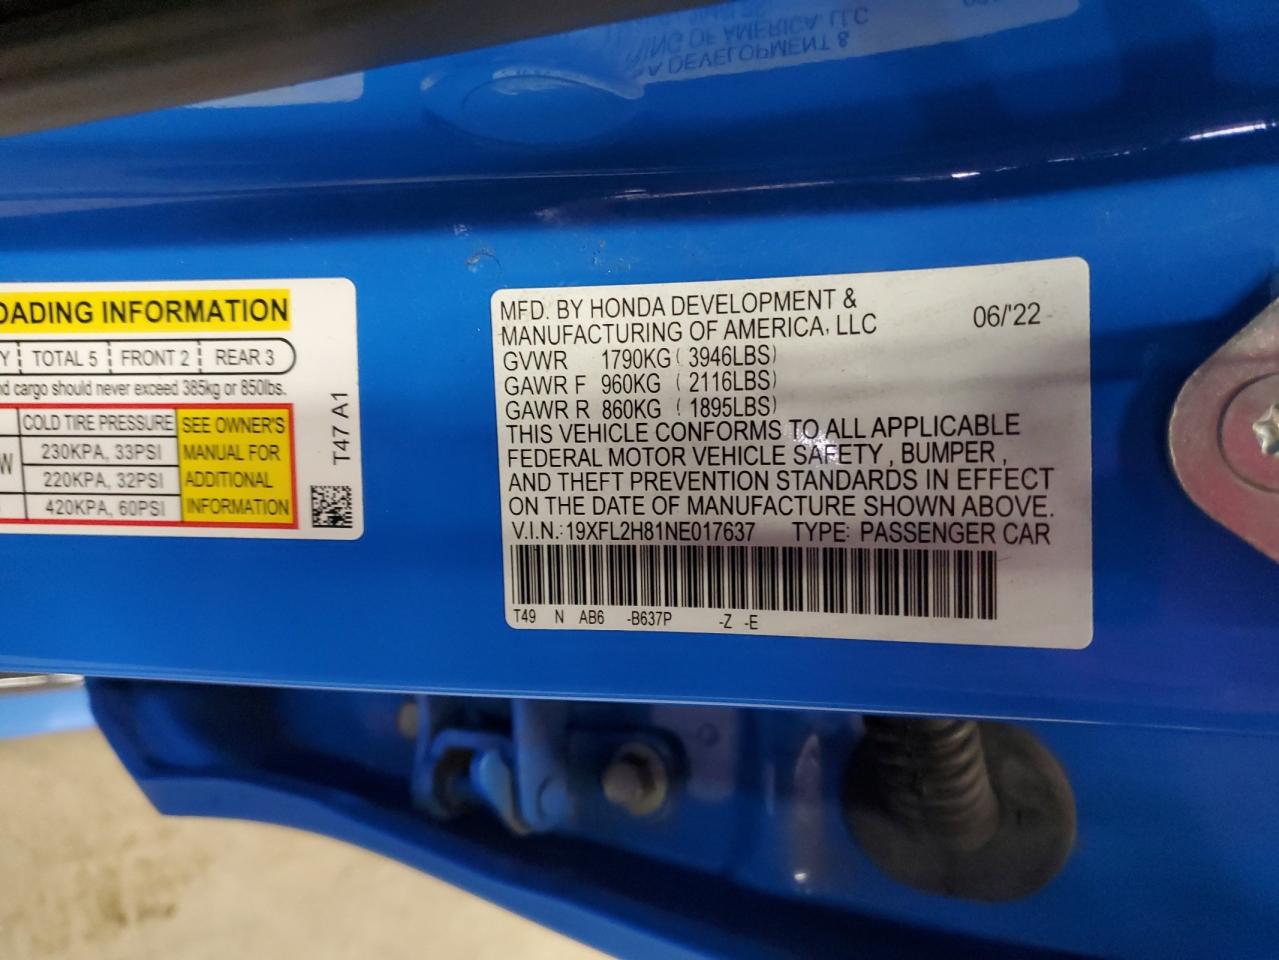 OADING INFORMATION
Y TOTAL 5 FRONT 2 REAR 3
nd cargo should never exceed 385kg or 850lbs.
COLD TIRE PRESSURE
W 230KPA, 33PSI
220KPA, 32PSI
420KPA, 60PSI
SEE OWNER'S
MANUAL FOR
ADDITIONAL
INFORMATION
T47 A1
MFD. BY HONDA DEVELOPMENT &
MANUFACTURING OF AMERICA, LLC 06/'22
GVWR 1790KG ( 3946LBS)
GAWR F 960KG ( 2116LBS)
GAWR R 860KG ( 1895LBS)
THIS VEHICLE CONFORMS TO ALL APPLICABLE
FEDERAL MOTOR VEHICLE SAFETY, BUMPER,
AND THEFT PREVENTION STANDARDS IN EFFECT
ON THE DATE OF MANUFACTURE SHOWN ABOVE.
V.I.N.: 19XFL2H81NE017637 TYPE: PASSENGER CAR
T49 N AB6 -B637P -Z -E